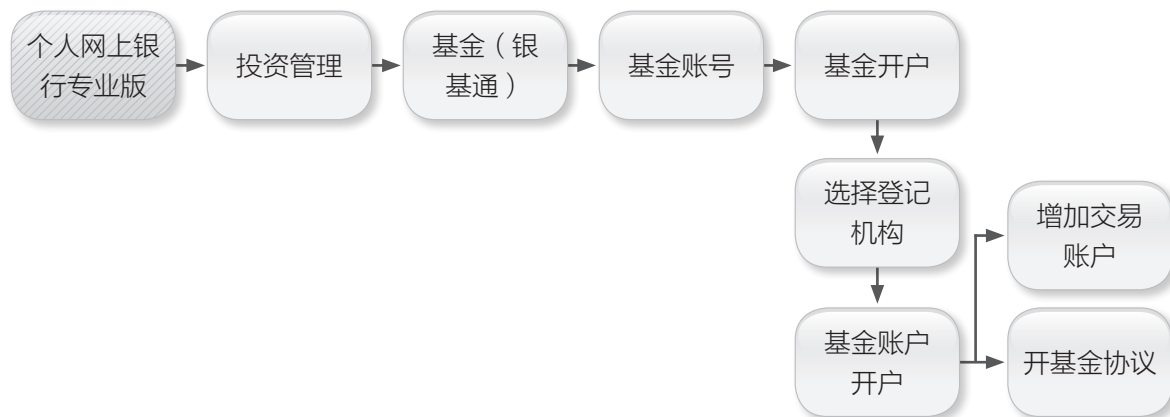 个人网上银
行专业版
投资管理
基金（银
基通）
基金账号
基金开户
选择登记
机构
增加交易
账户
基金账户
开户
开基金协议